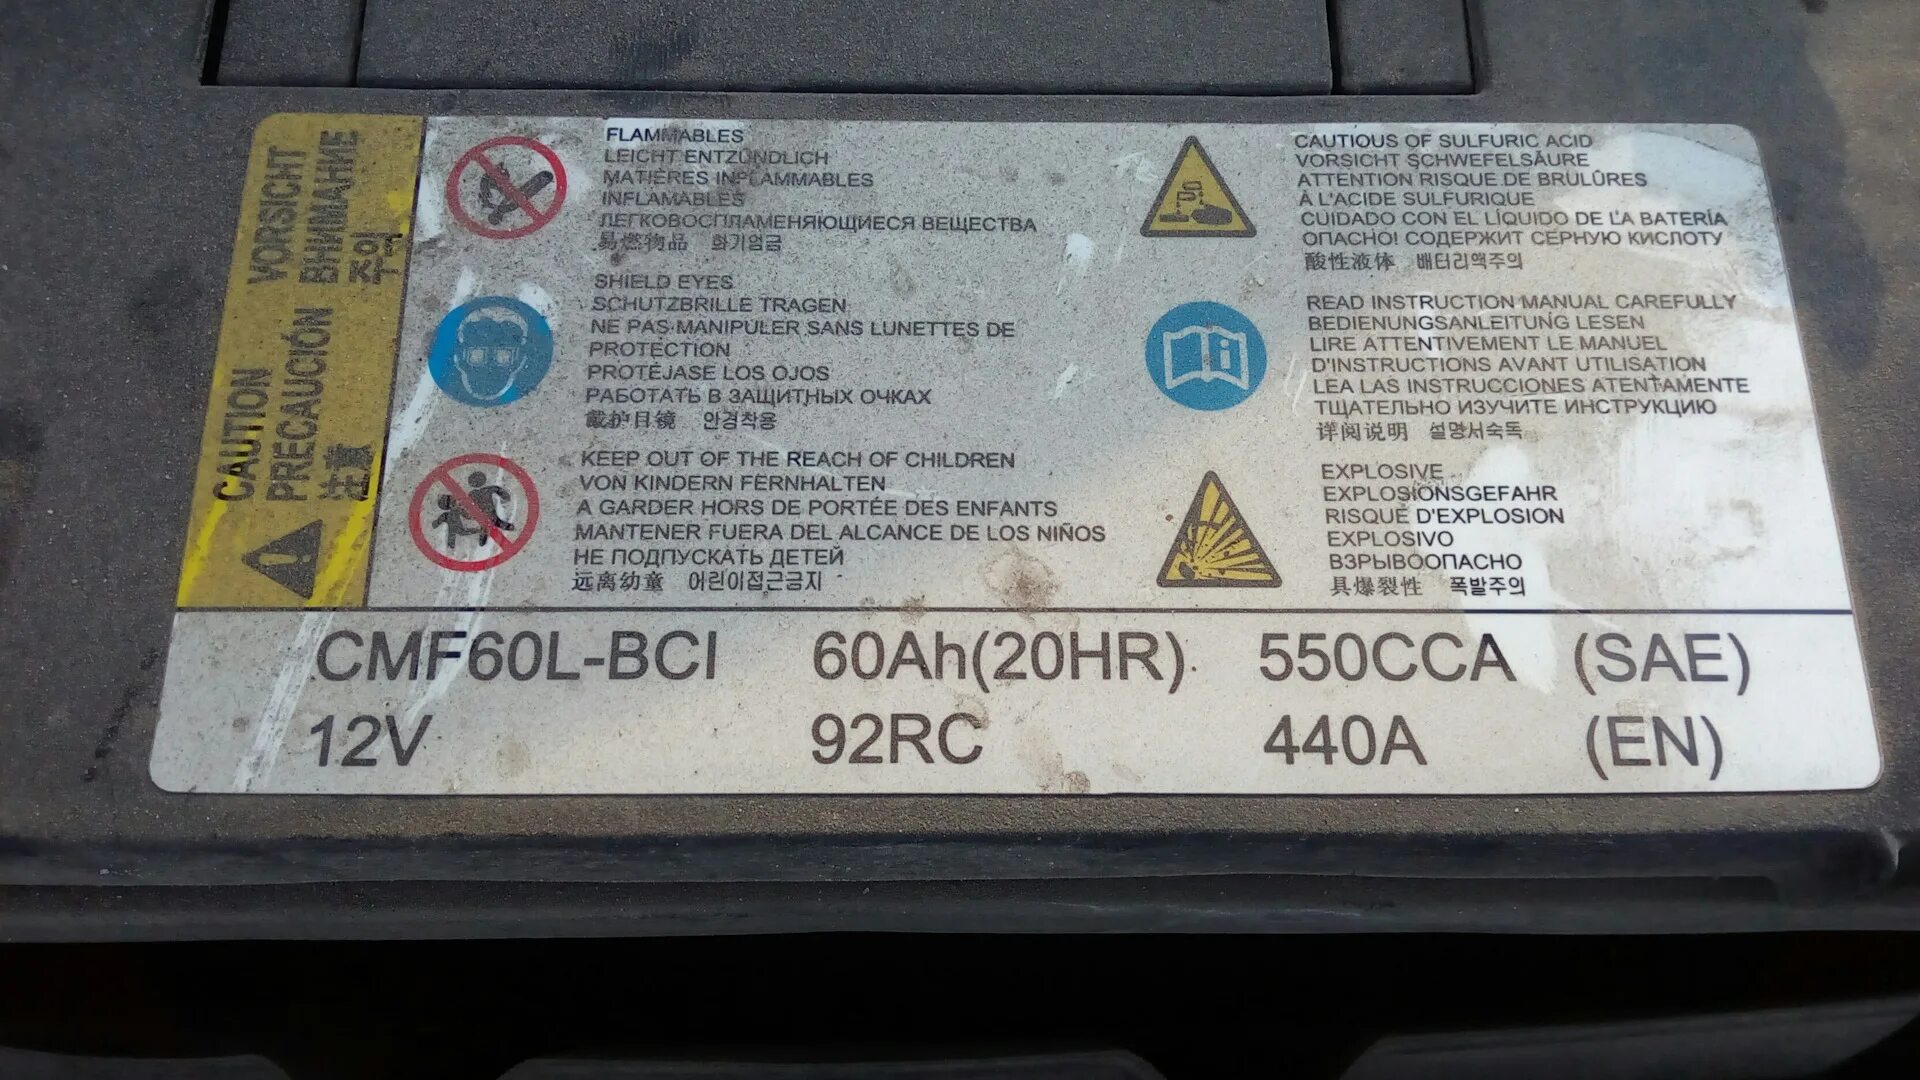 CAUTION VORSICHT
PRECAUCIÓN ВНИМАНИЕ
注意 주의
FLAMMABLES
LEICHT ENTZÜNDLICH
MATIÈRES INFLAMMABLES
INFLAMABLES
ЛЕГКОВОСПЛАМЕНЯЮЩИЕСЯ ВЕЩЕСТВА
易燃物品 화기엄금
SHIELD EYES
SCHUTZBRILLE TRAGEN
NE PAS MANIPULER SANS LUNETTES DE
PROTECTION
PROTÉJASE LOS OJOS
РАБОТАТЬ В ЗАЩИТНЫХ ОЧКАХ
戴护目镜 안경착용
KEEP OUT OF THE REACH OF CHILDREN
VON KINDERN FERNHALTEN
A GARDER HORS DE PORTÉE DES ENFANTS
MANTENER FUERA DEL ALCANCE DE LOS NIÑOS
НЕ ПОДПУСКАТЬ ДЕТЕЙ
远离幼童 어린이접근금지
CAUTIOUS OF SULFURIC ACID
VORSICHT SCHWEFELSÄURE
ATTENTION RISQUE DE BRULÛRES
À L'ACIDE SULFURIQUE
CUIDADO CON EL LÍQUIDO DE L'A BATERÍA
ОПАСНО! СОДЕРЖИТ СЕРНУЮ КИСЛОТУ
酸性液体 배터리액주의
READ INSTRUCTION MANUAL CAREFULLY
BEDIENUNGSANLEITUNG LESEN
LIRE ATTENTIVEMENT LE MANUEL
D'INSTRUCTIONS AVANT UTILISATION
LEA LAS INSTRUCCIONES ATENTAMENTE
ТЩАТЕЛЬНО ИЗУЧИТЕ ИНСТРУКЦИЮ
详阅说明 설명서숙독
EXPLOSIVE
EXPLOSIONSGEFAHR
RISQUE D'EXPLOSION
EXPLOSIVO
ВЗРЫВООПАСНО
具爆裂性 폭발주의
CMF60L-BCI 60Ah(20HR) 550CCA (SAE)
12V 92RC 440A (EN)